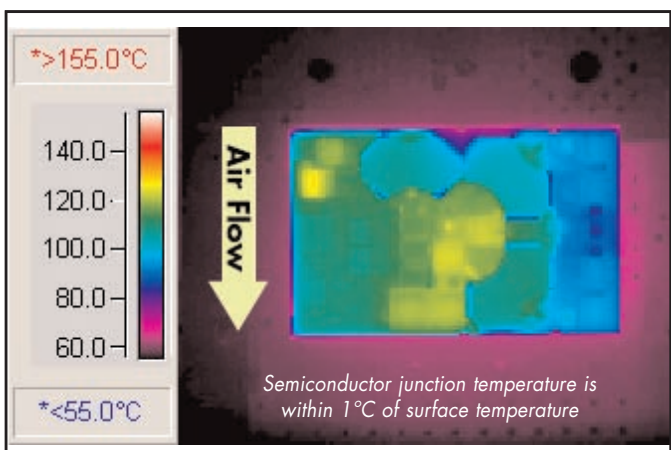 *>155.0°C
140.0
120.0
100.0
80.0
60.0
*<55.0°C
Air Flow
Semiconductor junction temperature is
within 1°C of surface temperature